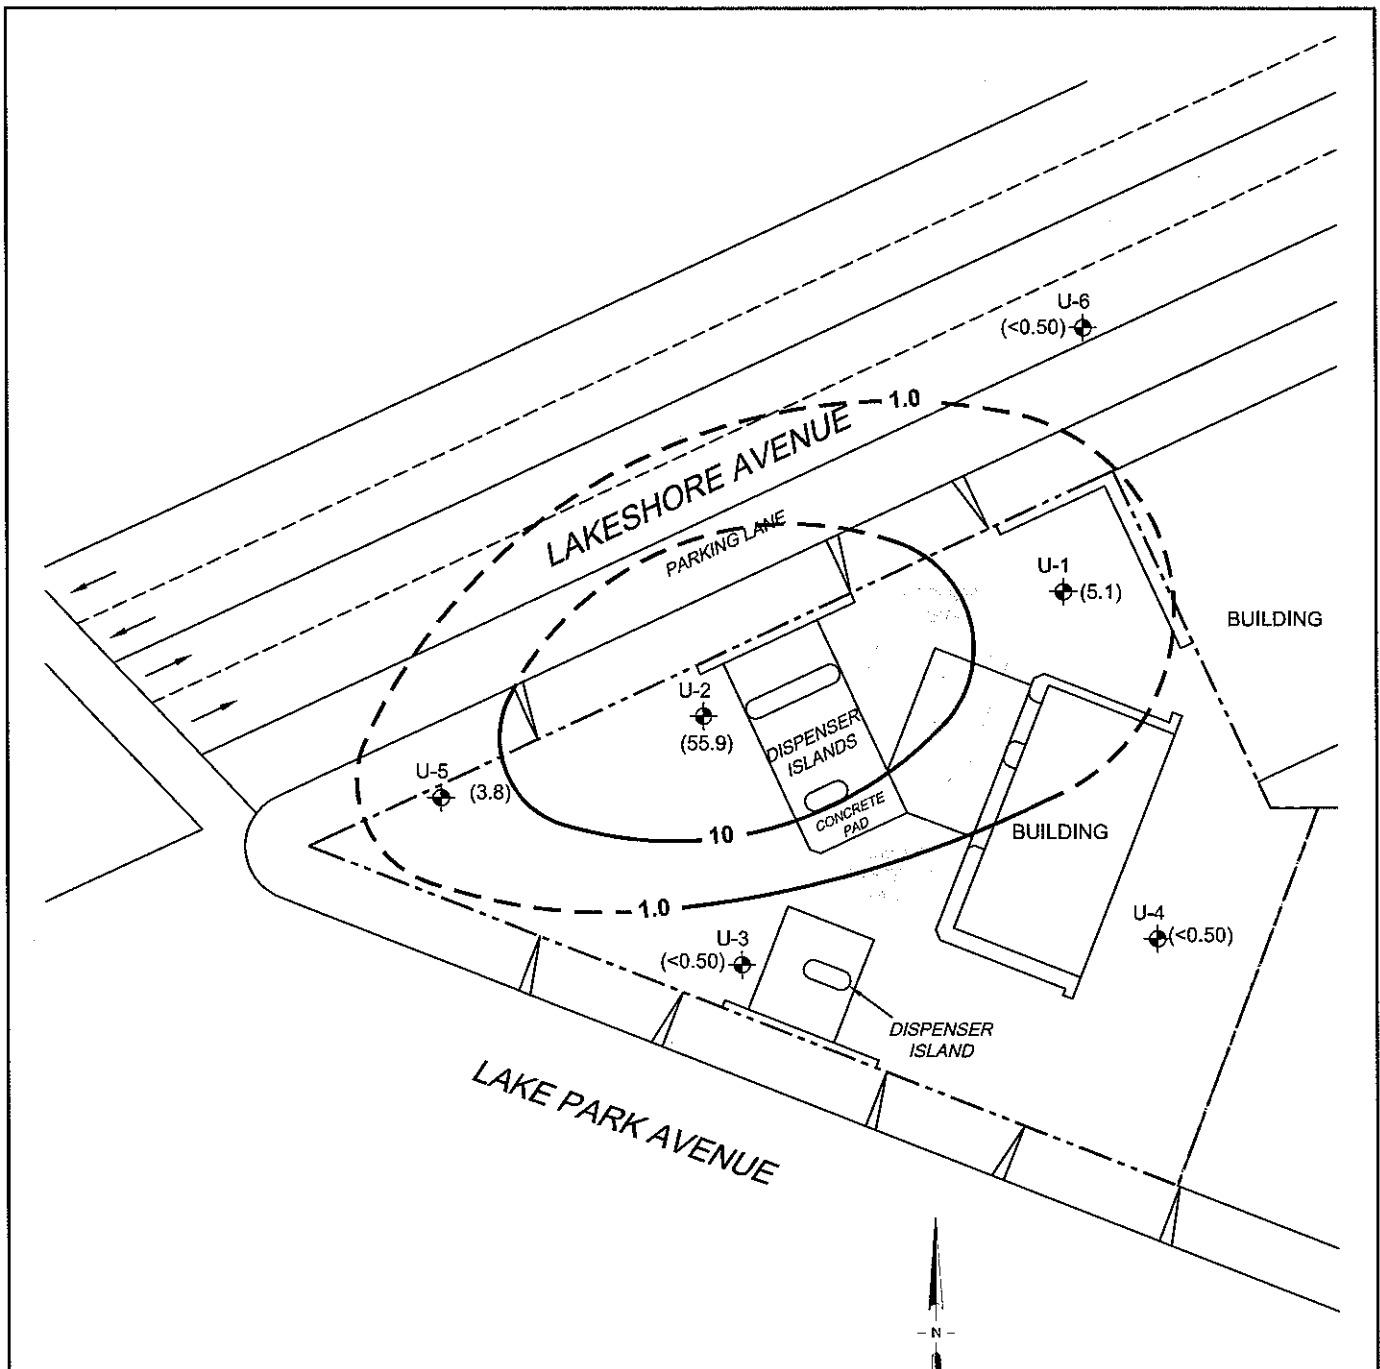 U-6
(<0.50)
1.0
LAKESHORE AVENUE
PARKING LANE
U-1
(5.1)
BUILDING
U-2
(55.9)
DISPENSER
ISLANDS
U-5
(3.8)
CONCRETE
PAD
10
BUILDING
1.0
U-3
(<0.50)
U-4
(<0.50)
DISPENSER
ISLAND
LAKE PARK AVENUE
N